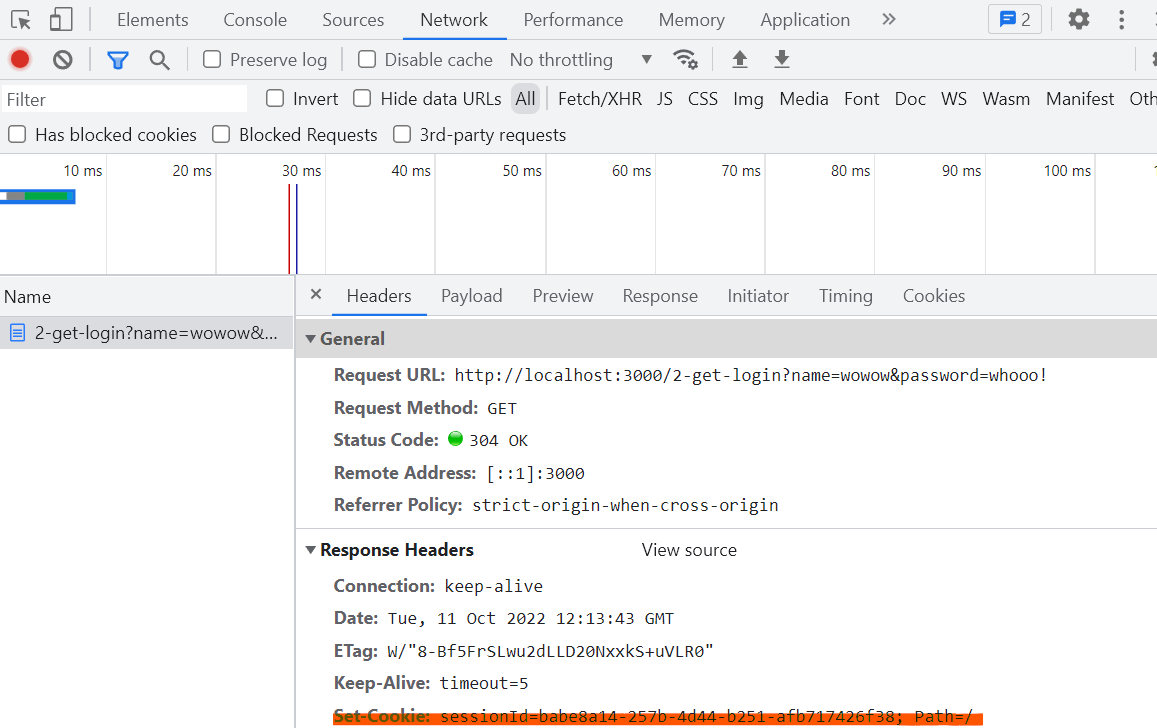 Elements Console Sources Network Performance Memory Application » 2
Preserve log Disable cache No throttling
Filter Invert Hide data URLs All Fetch/XHR JS CSS Img Media Font Doc WS Wasm Manifest Oth
Has blocked cookies Blocked Requests 3rd-party requests
10 ms 20 ms 30 ms 40 ms 50 ms 60 ms 70 ms 80 ms 90 ms 100 ms
Name × Headers Payload Preview Response Initiator Timing Cookies
2-get-login?name=wowow&...
General
Request URL: http://localhost:3000/2-get-login?name=wowow&password=whooo!
Request Method: GET
Status Code: 304 OK
Remote Address: [::1]:3000
Referrer Policy: strict-origin-when-cross-origin
Response Headers View source
Connection: keep-alive
Date: Tue, 11 Oct 2022 12:13:43 GMT
ETag: W/"8-Bf5FrSLwu2dLLD20NxxkS+uVLR0"
Keep-Alive: timeout=5
Set-Cookie: sessionId=babe8a14-257b-4d44-b251-afb717426f38; Path=/